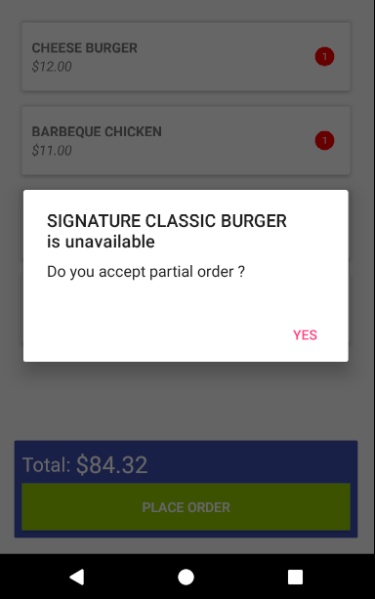 CHEESE BURGER
$12.00
1
BARBEQUE CHICKEN
$11.00
1
SIGNATURE CLASSIC BURGER
is unavailable
Do you accept partial order ?
YES
Total: $84.32
PLACE ORDER